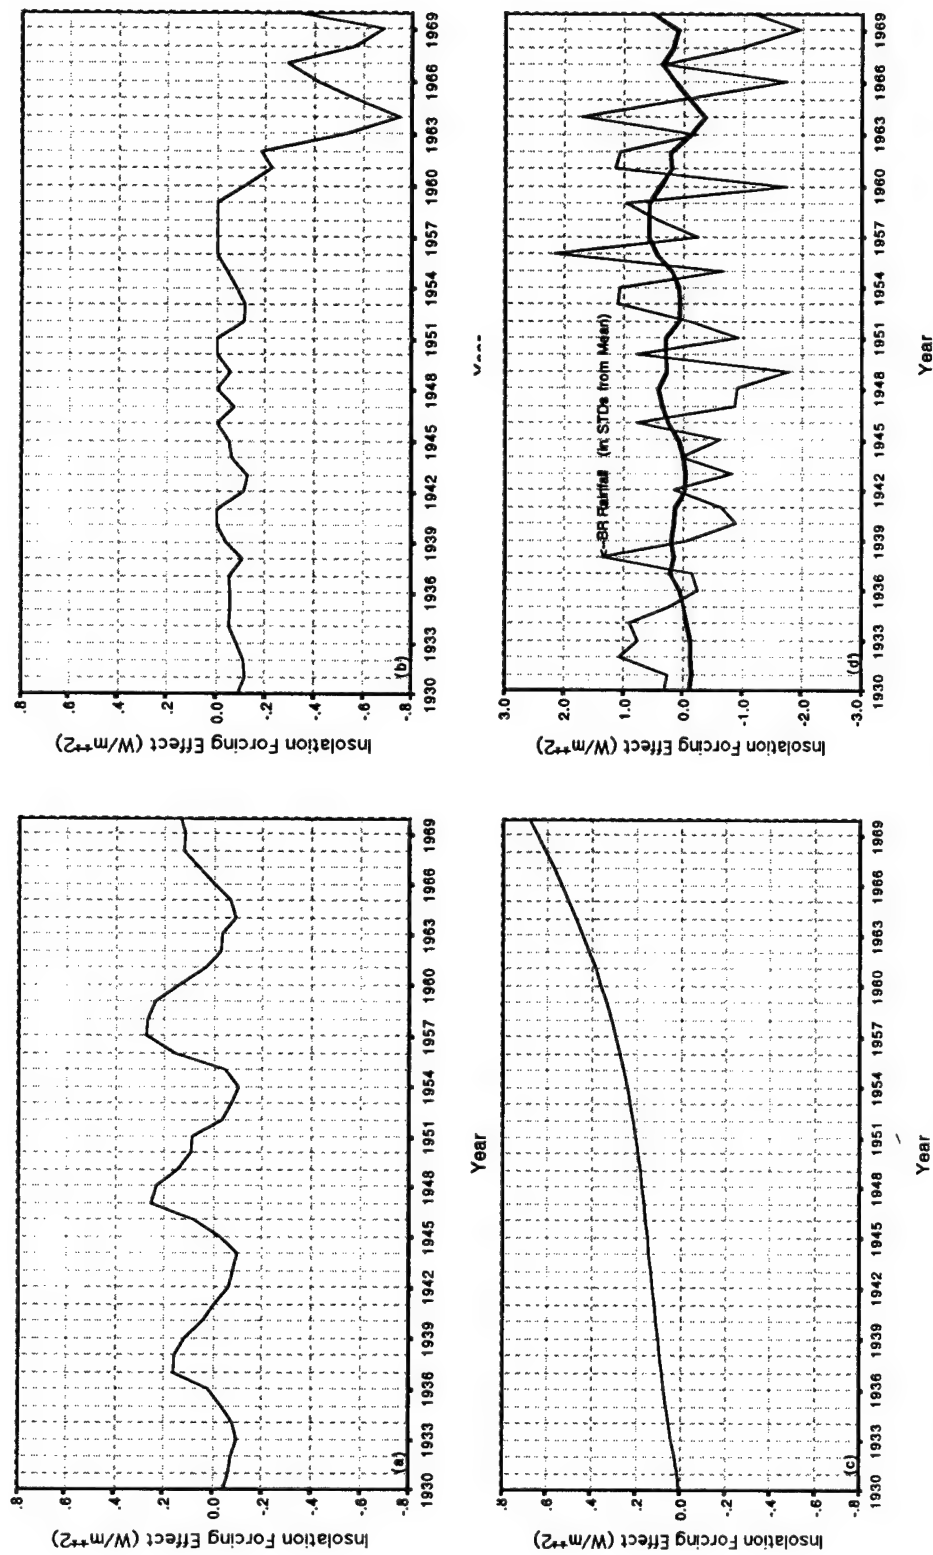 Insolation Forcing Effect (W/m**2)
.8
.6
.4
.2
0.0
-.2
-.4
-.6
-.8
(a)
1930 1933 1936 1939 1942 1945 1948 1951 1954 1957 1960 1963 1966 1969
Year
Insolation Forcing Effect (W/m**2)
.8
.6
.4
.2
0.0
-.2
-.4
-.6
-.8
(b)
1930 1933 1936 1939 1942 1945 1948 1951 1954 1957 1960 1963 1966 1969
Insolation Forcing Effect (W/m**2)
.8
.6
.4
.2
0.0
-.2
-.4
-.6
-.8
(c)
1930 1933 1936 1939 1942 1945 1948 1951 1954 1957 1960 1963 1966 1969
Year
Insolation Forcing Effect (W/m**2)
3.0
2.0
1.0
0.0
-1.0
-2.0
-3.0
c-BR Rainfall (in STDs from Mean)
(d)
1930 1933 1936 1939 1942 1945 1948 1951 1954 1957 1960 1963 1966 1969
Year